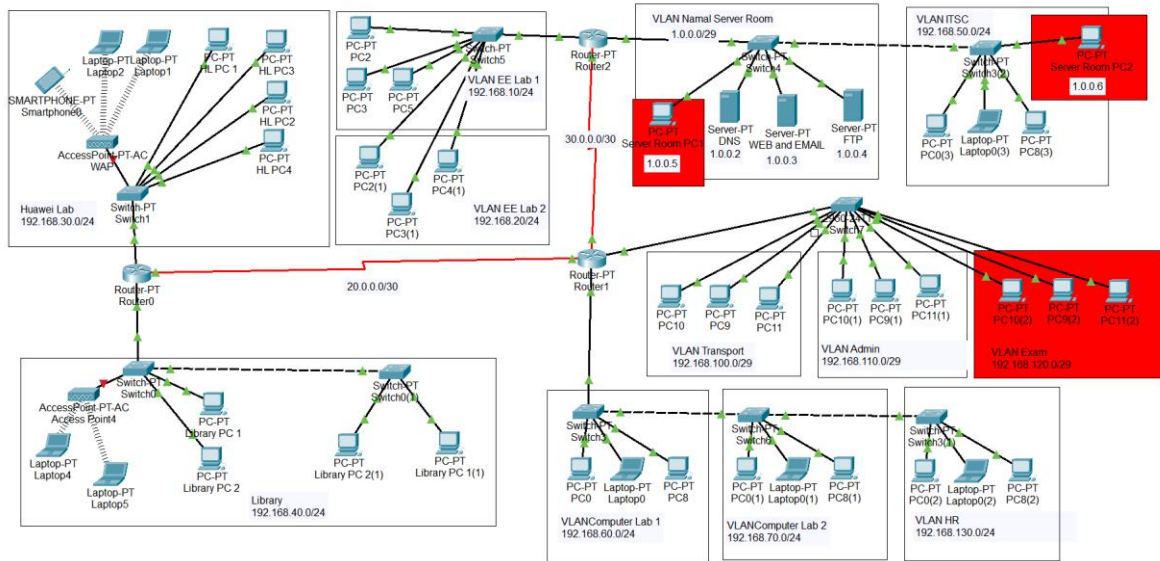 Laptop-PT
Laptop2
Laptop-PT
Laptop1
PC-PT
HL PC 1
PC-PT
HL PC3
SMARTPHONE-PT
Smartphone0
PC-PT
HL PC2
AccessPoint-PT-AC
WAP
PC-PT
HL PC4
Switch-PT
Switch1
Huawei Lab
192.168.30.0/24
PC-PT
PC2
Switch-PT
Switch5
PC-PT
PC3
PC-PT
PC5
VLAN EE Lab 1
192.168.10/24
PC-PT
PC2(1)
PC-PT
PC4(1)
PC-PT
PC3(1)
VLAN EE Lab 2
192.168.20/24
Router-PT
Router2
30.0.0.0/30
VLAN Namal Server Room
1.0.0.0/29
Switch-PT
Switch4
PC-PT
Server Room PC1
1.0.0.5
Server-PT
DNS
1.0.0.2
Server-PT
WEB and EMAIL
1.0.0.3
Server-PT
FTP
1.0.0.4
VLAN ITSC
192.168.50.0/24
Switch-PT
Switch3(2)
PC-PT
Server Room PC2
1.0.0.6
PC-PT
PC0(3)
Laptop-PT
Laptop0(3)
PC-PT
PC8(3)
Router-PT
Router0
20.0.0.0/30
Router-PT
Router1
Switch7
PC-PT
PC10
PC-PT
PC9
PC-PT
PC11
VLAN Transport
192.168.100.0/29
PC-PT
PC10(1)
PC-PT
PC9(1)
PC-PT
PC11(1)
VLAN Admin
192.168.110.0/29
PC-PT
PC10(2)
PC-PT
PC9(2)
PC-PT
PC11(2)
VLAN Exam
192.168.120.0/29
Switch-PT
Switch0
Switch-PT
Switch0(1)
AccessPoint-PT-AC
Access Point4
PC-PT
Library PC 1
Laptop-PT
Laptop4
Laptop-PT
Laptop5
PC-PT
Library PC 2
PC-PT
Library PC 2(1)
PC-PT
Library PC 1(1)
Library
192.168.40.0/24
Switch-PT
Switch3
PC-PT
PC0
Laptop-PT
Laptop0
PC-PT
PC8
VLANComputer Lab 1
192.168.60.0/24
Switch-PT
Switch6
PC-PT
PC0(1)
Laptop-PT
Laptop0(1)
PC-PT
PC8(1)
VLANComputer Lab 2
192.168.70.0/24
Switch-PT
Switch3(1)
PC-PT
PC0(2)
Laptop-PT
Laptop0(2)
PC-PT
PC8(2)
VLAN HR
192.168.130.0/24